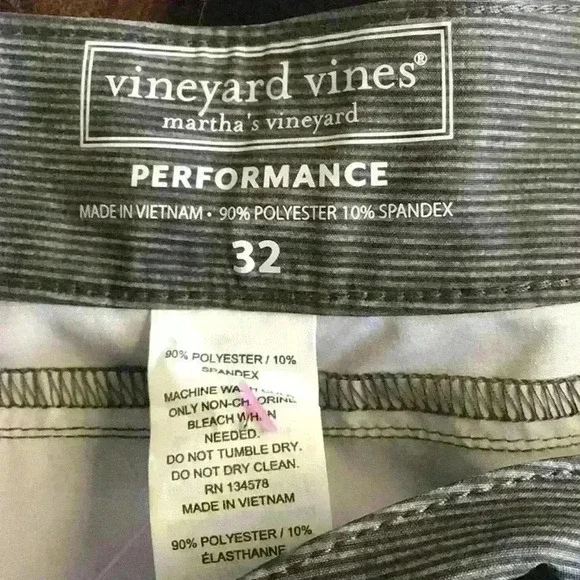 vineyard vines®
martha's vineyard
PERFORMANCE
MADE IN VIETNAM • 90% POLYESTER 10% SPANDEX
32
90% POLYESTER / 10%
SPANDEX
MACHINE
ONLY NON-CHLORINE
BLEACH WHEN
NEEDED.
DO NOT TUMBLE DRY.
DO NOT DRY CLEAN.
RN 134578
MADE IN VIETNAM
90% POLYESTER / 10%
ÉLASTHANNE